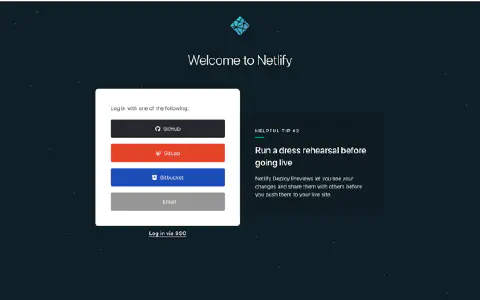 Welcome to Netlify
Log in with one of the following.
GitHub
GitLab
Bitbucket
Email
Log in via SSO
HELPFUL TIP #2
Run a dress rehearsal before
going live
Netlify Deploy Previews let you see your
changes and share them with others before
you push them to your live site